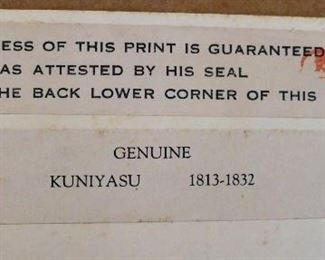 ESS OF THIS PRINT IS GUARANTEED
AS ATTESTED BY HIS SEAL
HE BACK LOWER CORNER OF THIS
GENUINE
KUNIYASU 1813-1832